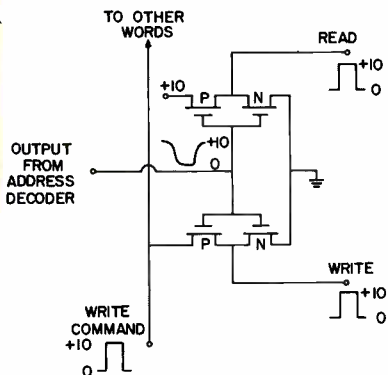 TO OTHER
WORDS
READ
+10
0
+10
P
N
+10
0
OUTPUT
FROM
ADDRESS
DECODER
P
N
WRITE
+10
0
WRITE
COMMAND
+10
0